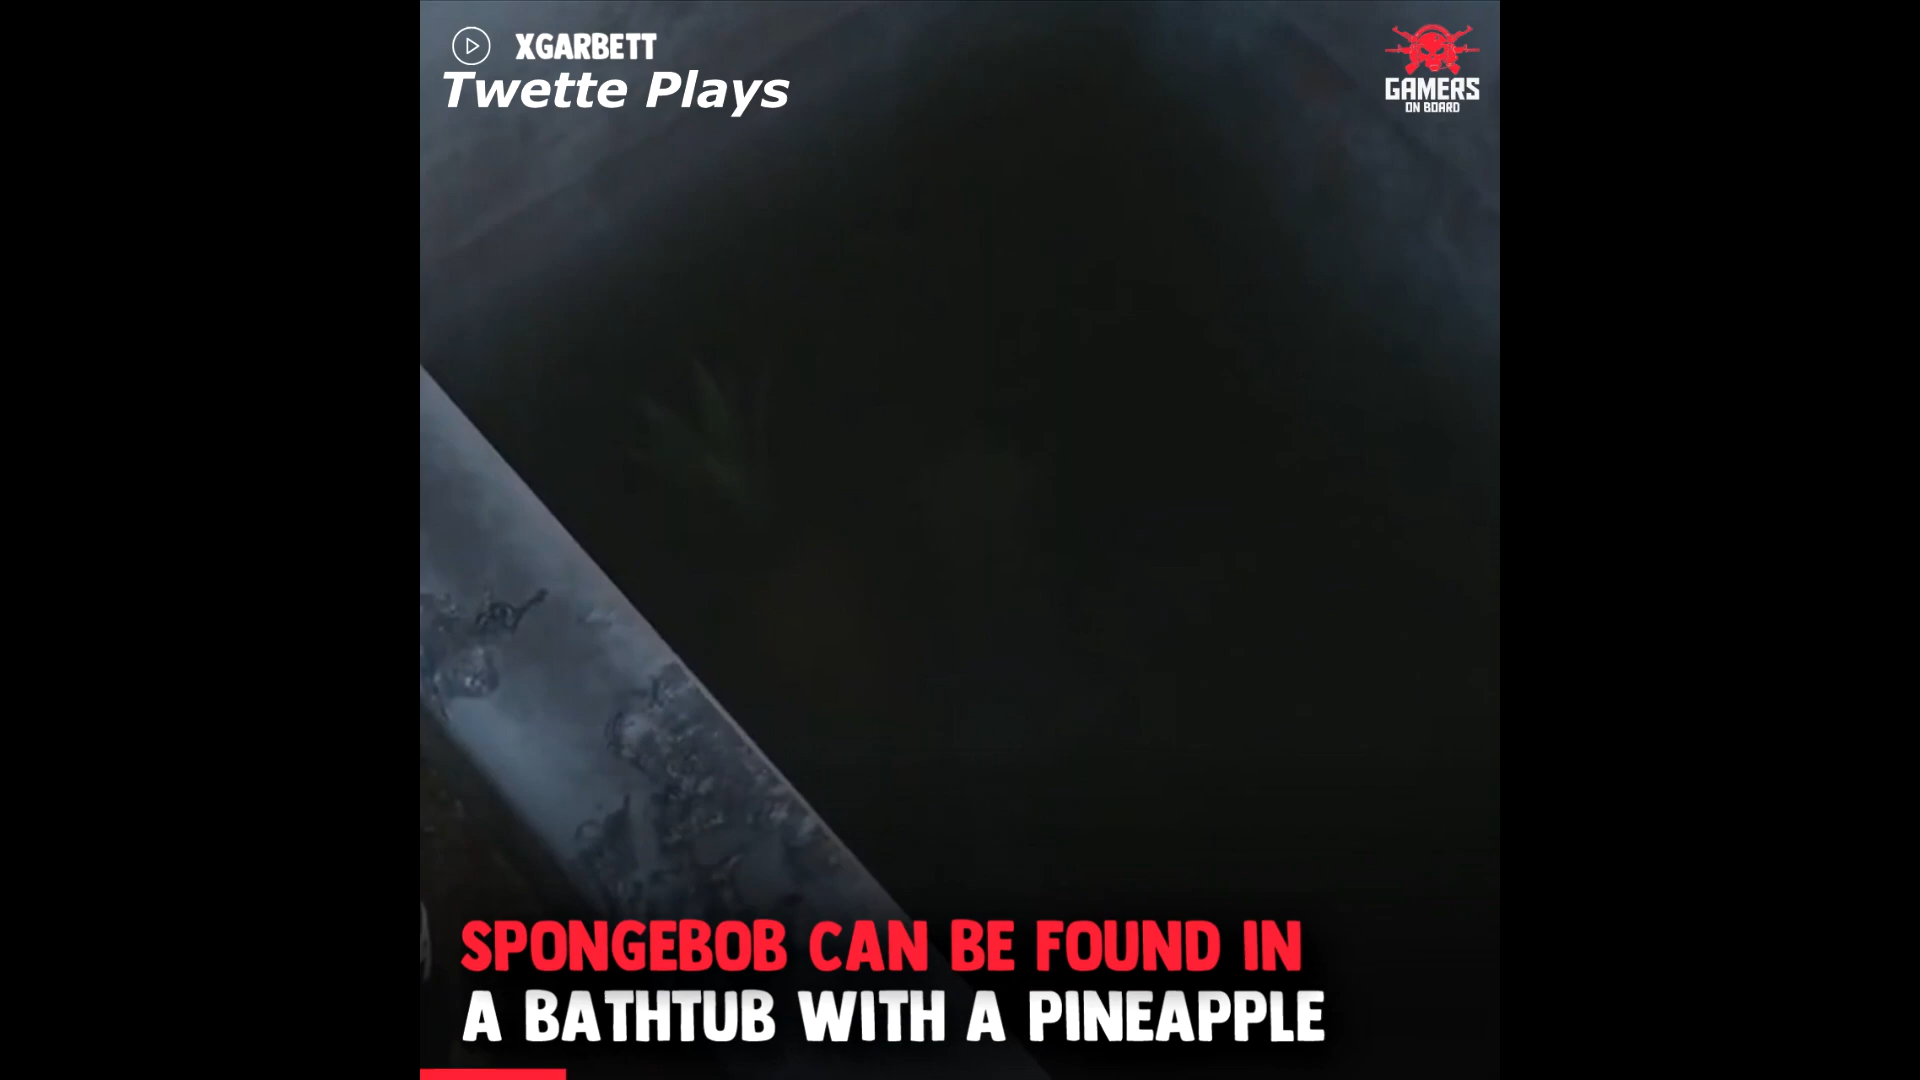 XGARBETT
Twette Plays
GAMERS
ON BOARD
SPONGEBOB CAN BE FOUND IN
A BATHTUB WITH A PINEAPPLE